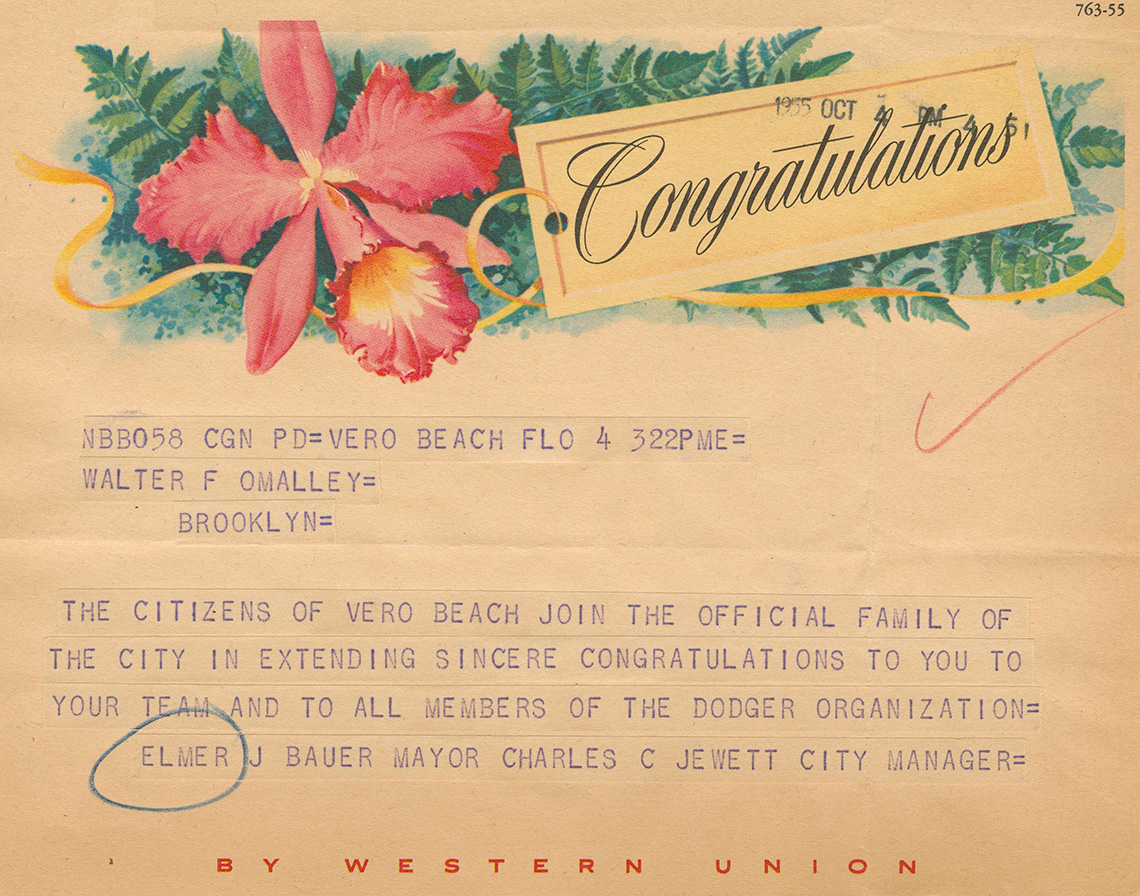 763-55
1955 OCT 4 PM 4 51
Congratulations
NBB058 CGN PD=VERO BEACH FLO 4 322PME=
WALTER F OMALLEY=
BROOKLYN=
THE CITIZENS OF VERO BEACH JOIN THE OFFICIAL FAMILY OF
THE CITY IN EXTENDING SINCERE CONGRATULATIONS TO YOU TO
YOUR TEAM AND TO ALL MEMBERS OF THE DODGER ORGANIZATION=
ELMER J BAUER MAYOR CHARLES C JEWETT CITY MANAGER=
BY WESTERN UNION